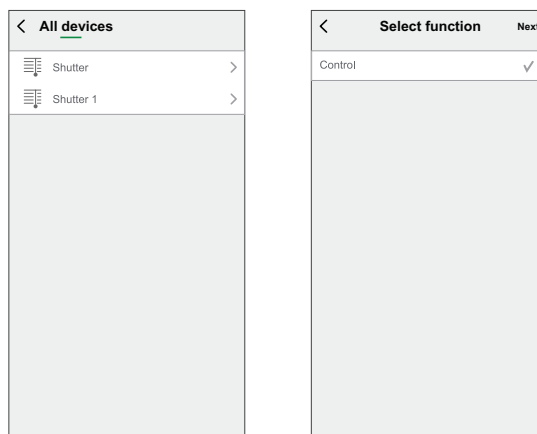 All devices
Shutter
Shutter 1
Select function
Next
Control